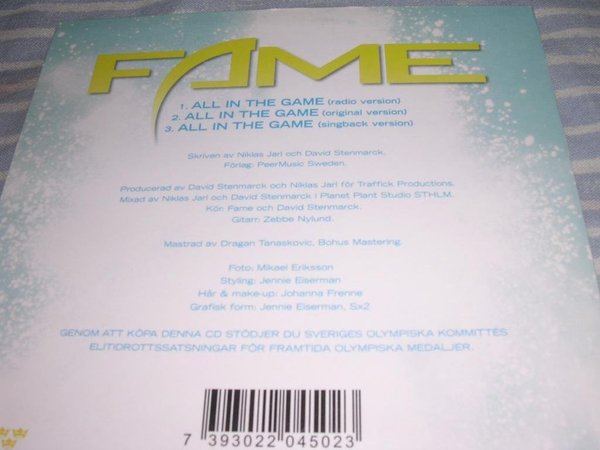 FAME
1. ALL IN THE GAME (radio version)
2. ALL IN THE GAME (original version)
3. ALL IN THE GAME (singback version)
Skriven av Niklas Jarl och David Stenmarck.
Förlag: PeerMusic Sweden.
Producerad av David Stenmarck och Niklas Jarl för Traffick Productions.
Mixad av Niklas Jarl och David Stenmarck i Planet Plant Studio STHLM.
Kör: Fame och David Stenmarck.
Gitarr: Zebbe Nylund.
Mastrad av Dragan Tanaskovic, Bohus Mastering.
Foto: Mikael Eriksson
Styling: Jennie Eiserman
Hår & make-up: Johanna Frenne
Grafisk form: Jennie Eiserman, Sx2
GENOM ATT KÖPA DENNA CD STÖDJER DU SVERIGES OLYMPISKA KOMMITTÉS
ELITIDROTTSSATSNINGAR FÖR FRAMTIDA OLYMPISKA MEDALJER.
7 393022 045023